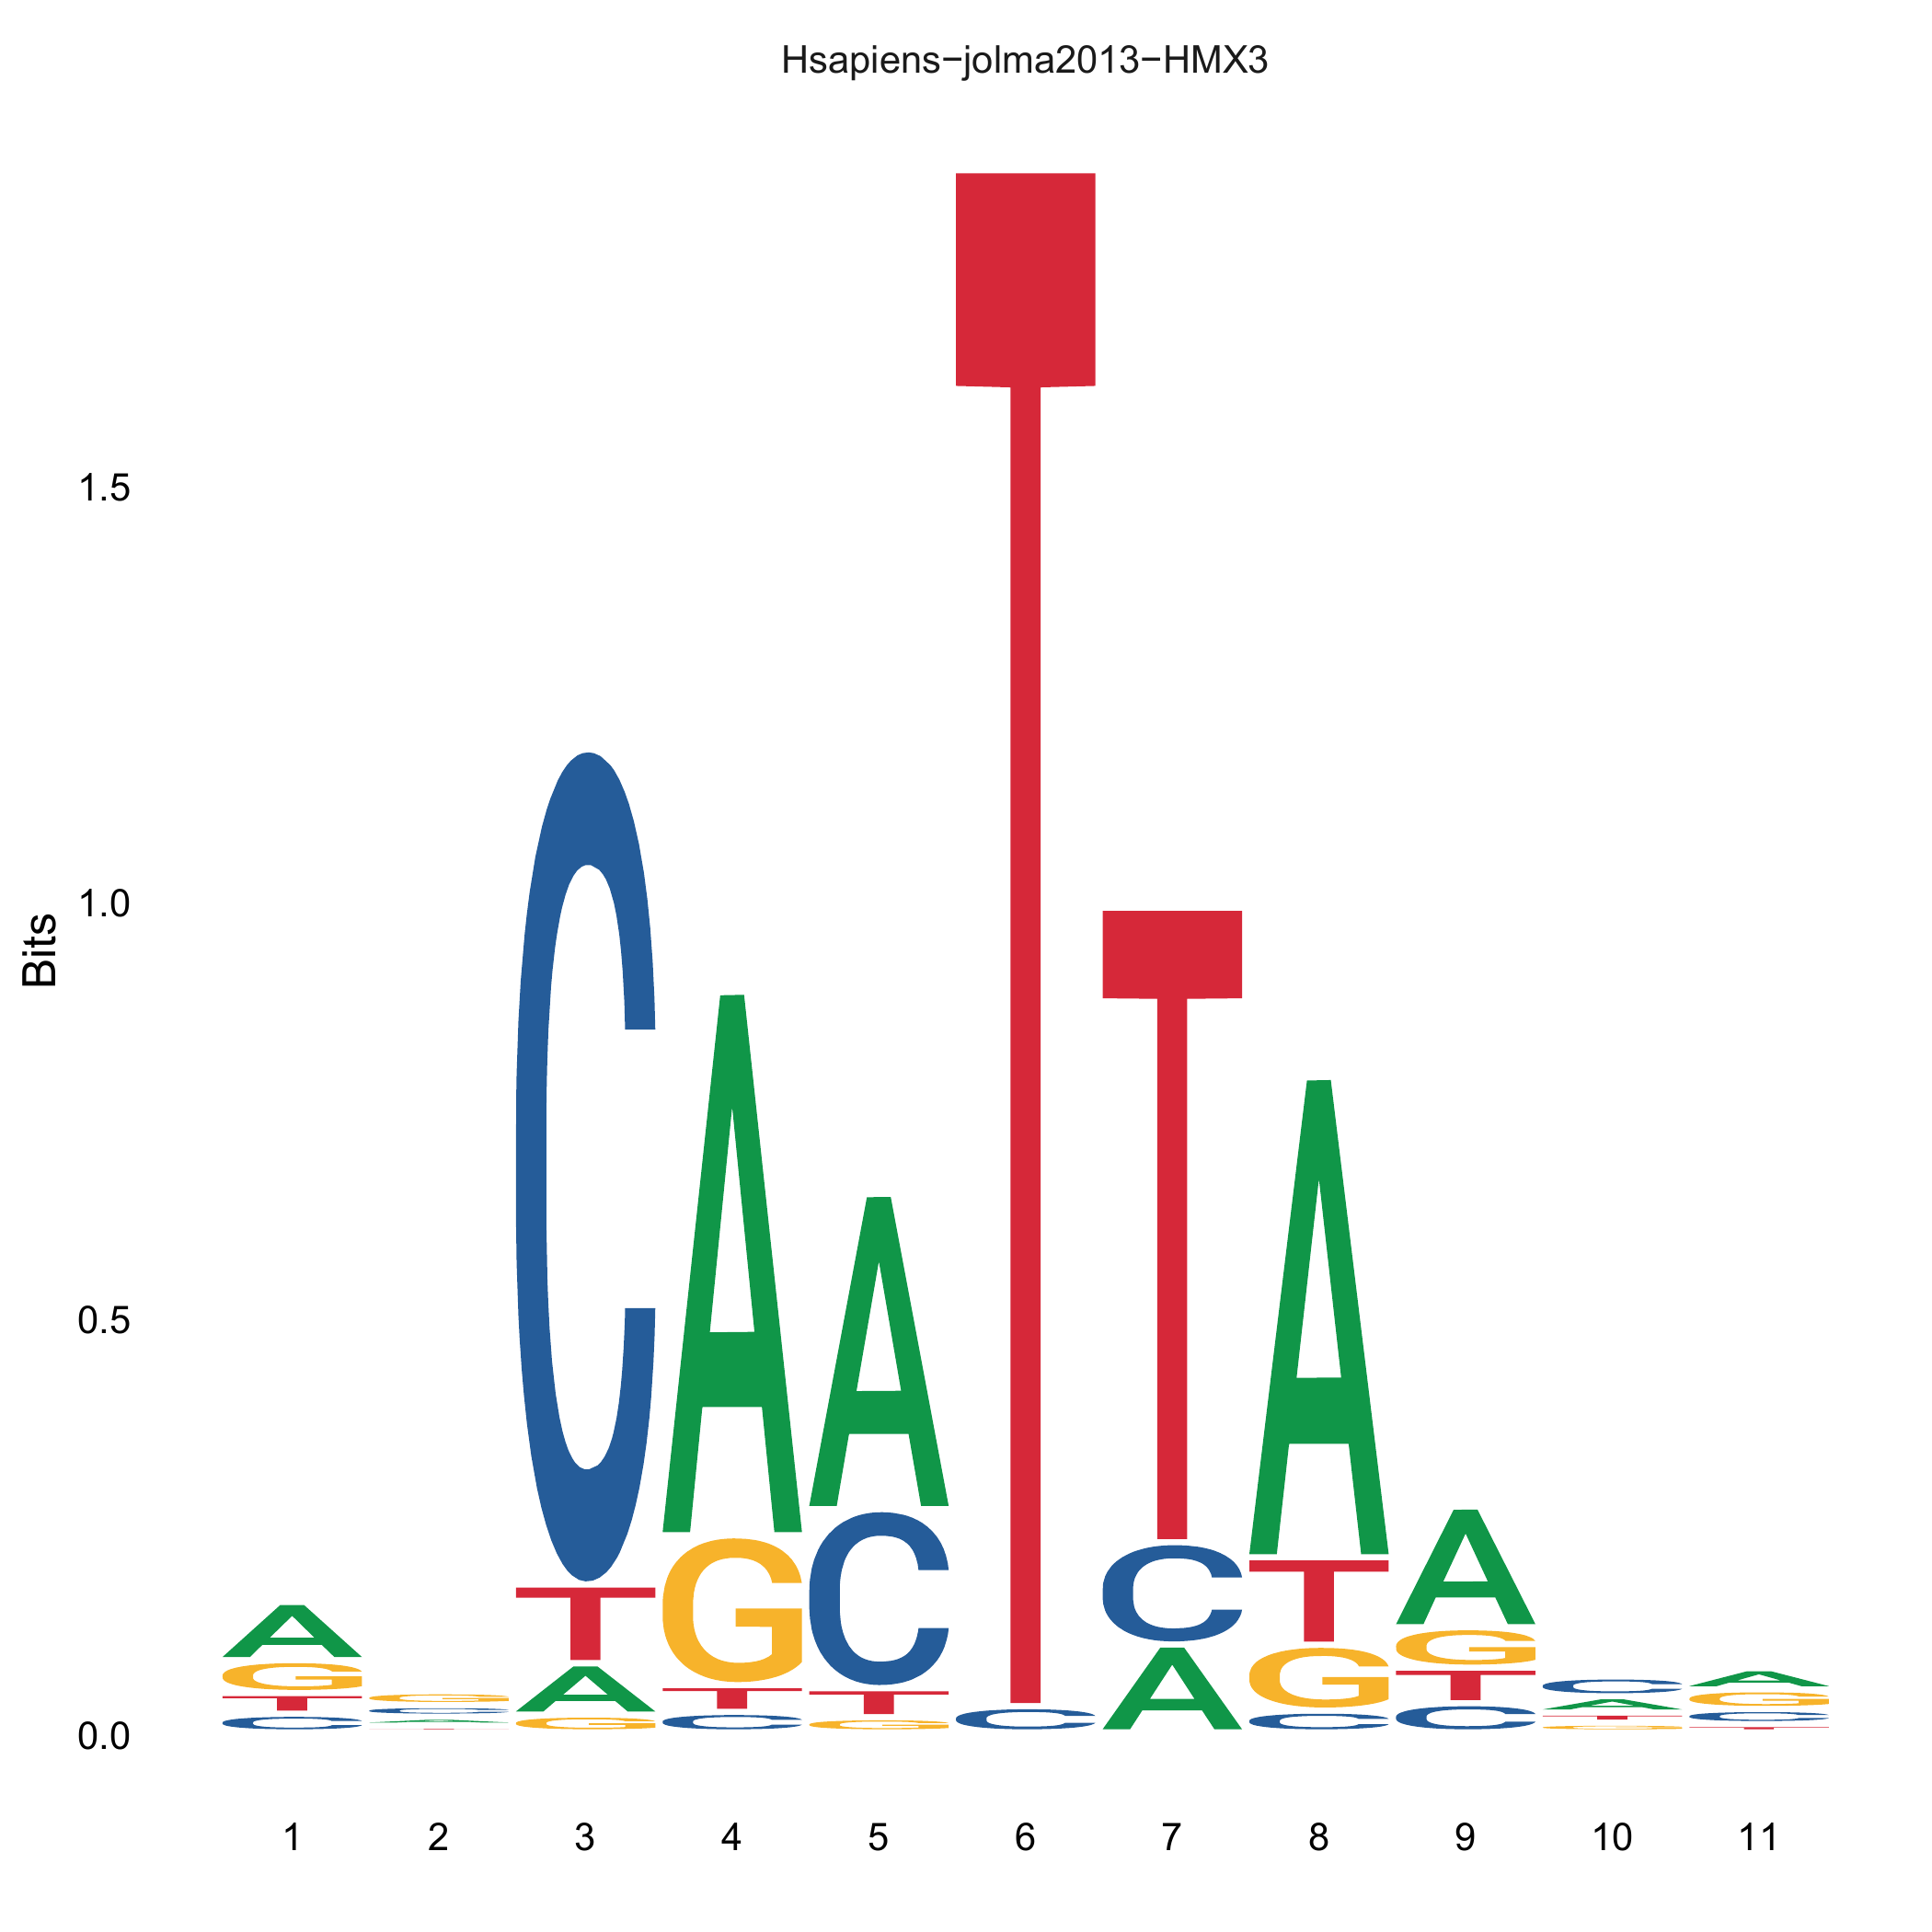 Hsapiens−jolma2013−HMX3
1.5
1.0
0.5
0.0
Bits
A G T C
G C A T
C T A G
A G T C
A C T G
T C
T C A
A T G C
A G T C
C A T G
A G C T
1 2 3 4 5 6 7 8 9 10 11